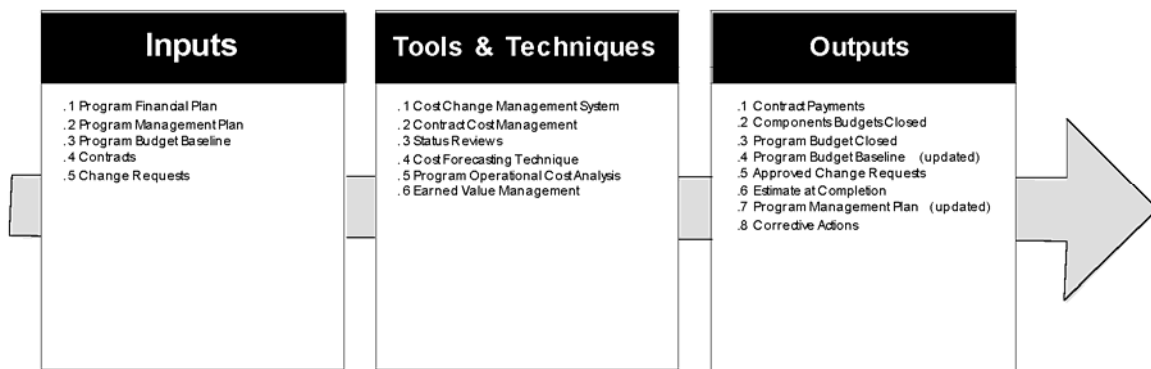 Inputs
.1 Program Financial Plan
.2 Program Management Plan
.3 Program Budget Baseline
.4 Contracts
.5 Change Requests
Tools & Techniques
.1 Cost Change Management System
.2 Contract Cost Management
.3 Status Reviews
.4 Cost Forecasting Technique
.5 Program Operational Cost Analysis
.6 Earned Value Management
Outputs
.1 Contract Payments
.2 Components Budgets Closed
.3 Program Budget Closed
.4 Program Budget Baseline (updated)
.5 Approved Change Requests
.6 Estimate at Completion
.7 Program Management Plan (updated)
.8 Corrective Actions